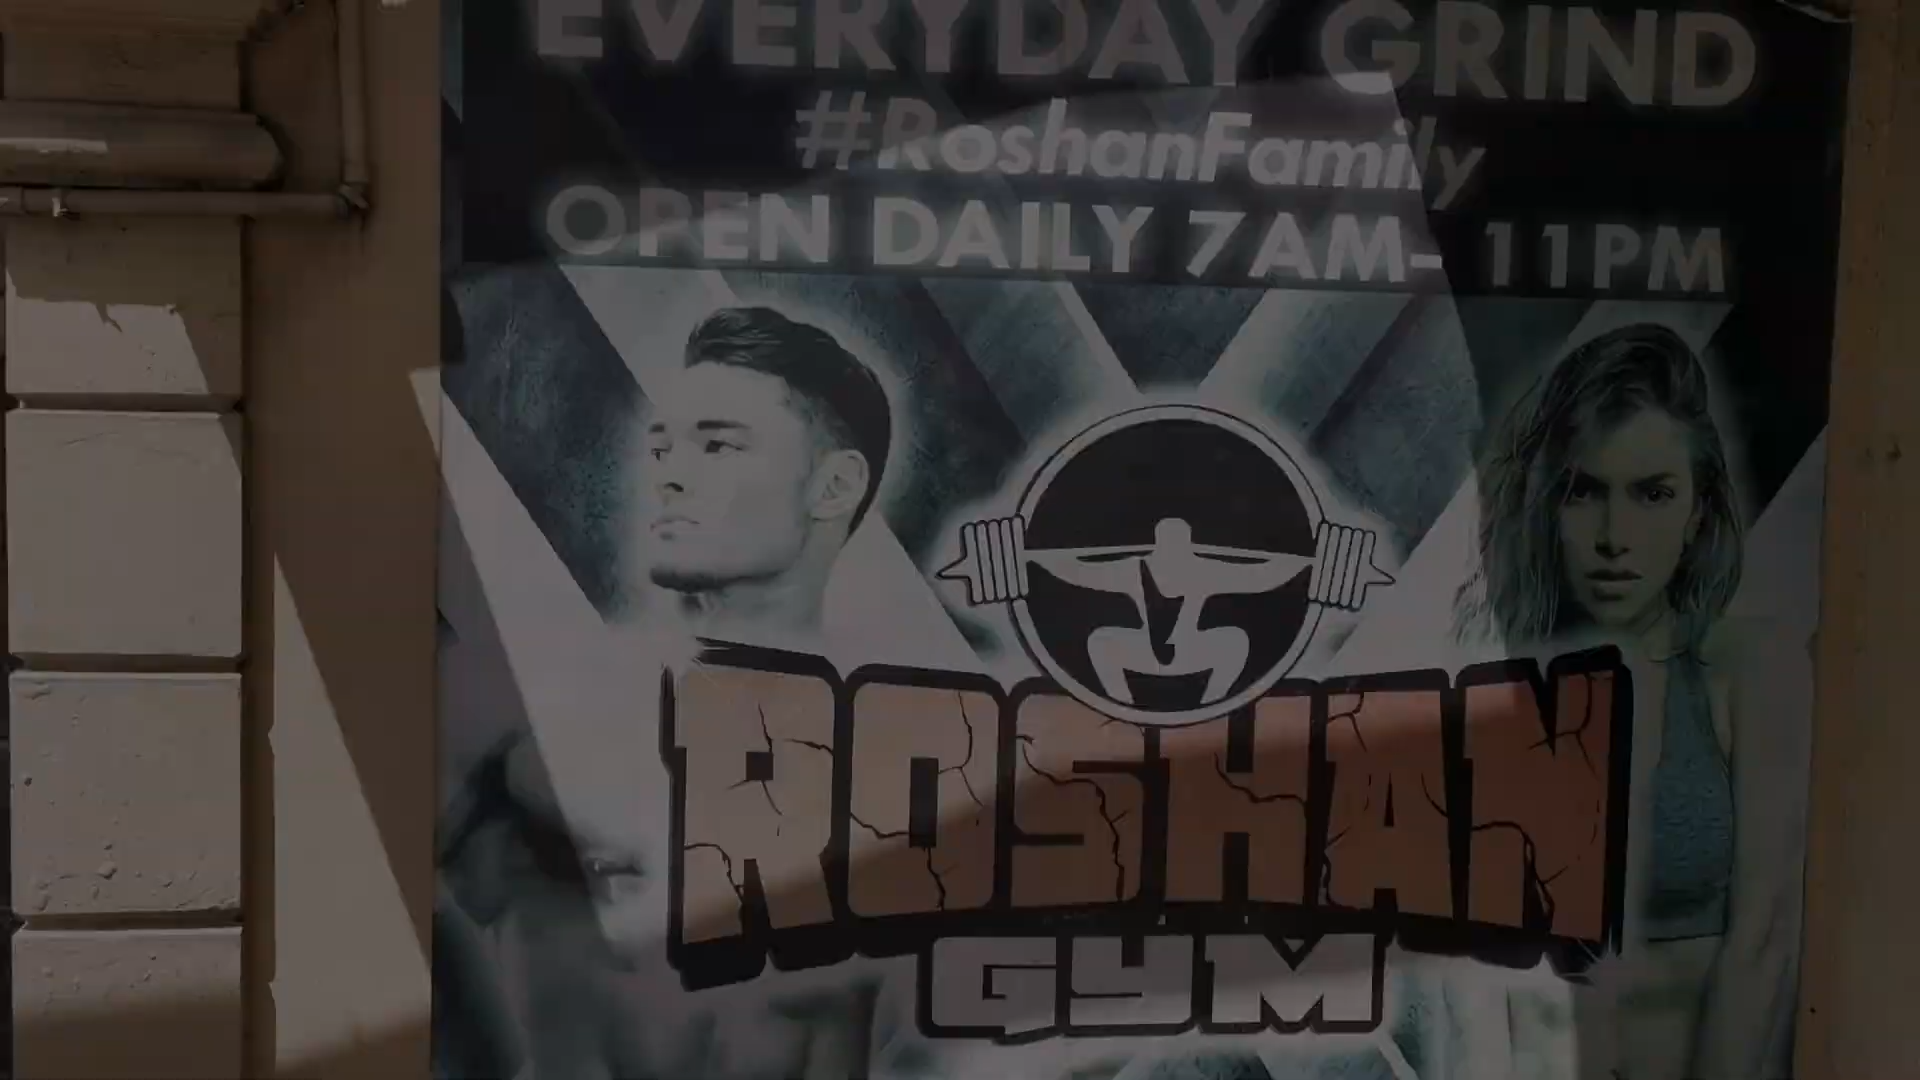 EVERYDAY GRIND
#RoshanFamily
OPEN DAILY 7AM- 11PM
ROSHAN
GYM